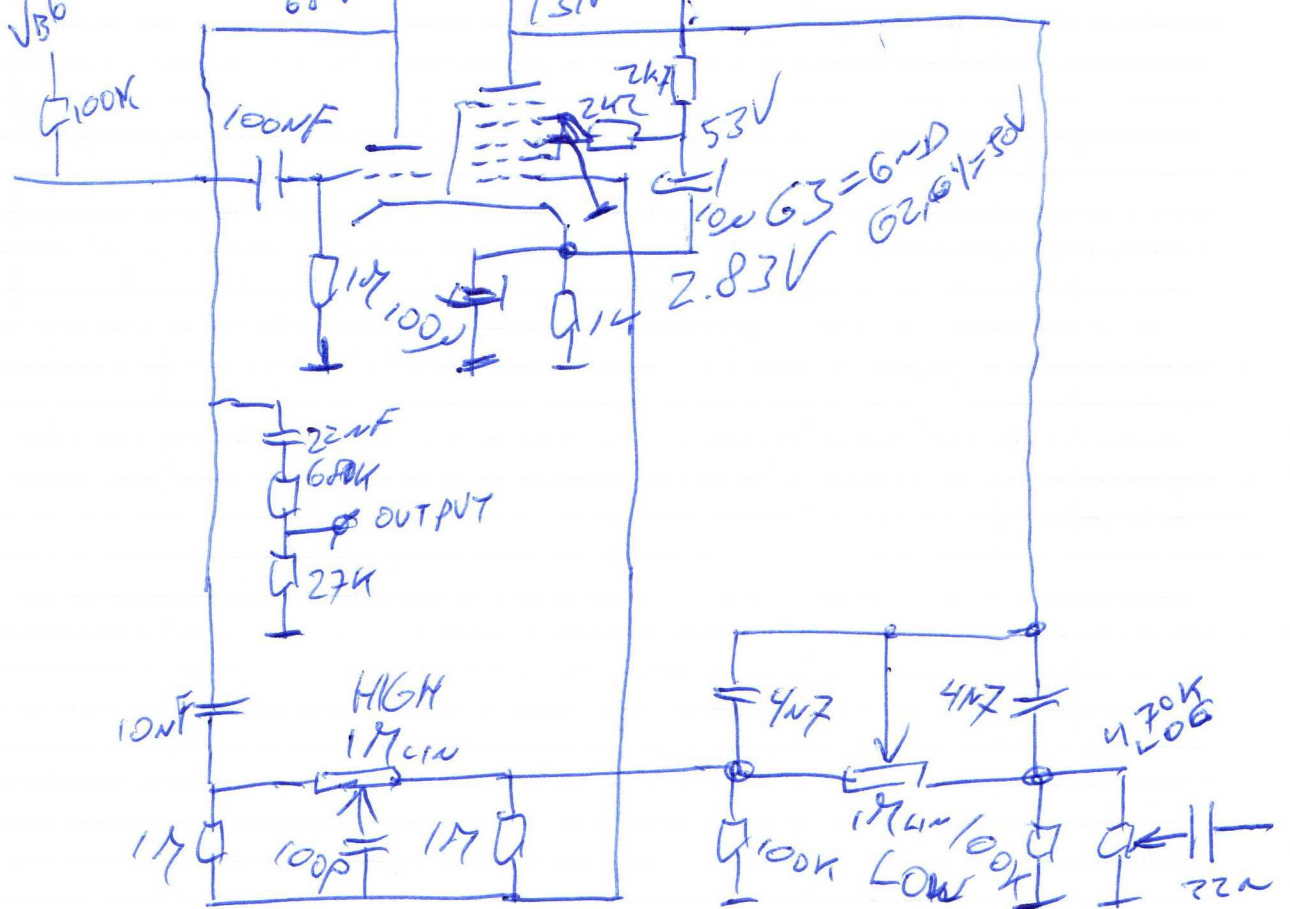 VB6
100K
100NF
2K7
2K2
53V
10u
G3=GND
G2,G4=50V
2.83V
1M
100u
1K
22NF
680K
OUTPUT
27K
10NF
HIGH
1M LIN
4N7
4N7
470K
LOG
1M
100p
1M
100K
1M LIN
LOW
100K
22n